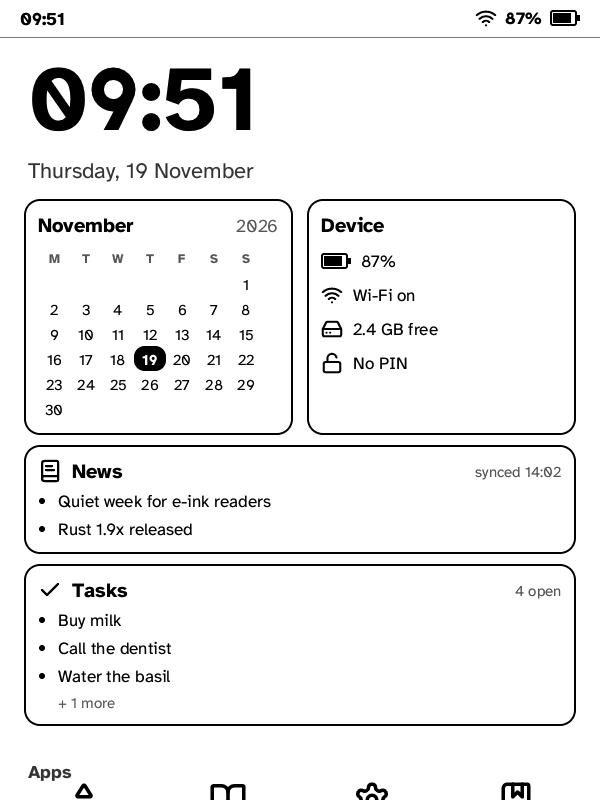 09:51 87%
09:51
Thursday, 19 November
November 2026
M T W T F S S
1
2 3 4 5 6 7 8
9 10 11 12 13 14 15
16 17 18 19 20 21 22
23 24 25 26 27 28 29
30
Device
87%
Wi-Fi on
2.4 GB free
No PIN
News synced 14:02
• Quiet week for e-ink readers
• Rust 1.9x released
Tasks 4 open
• Buy milk
• Call the dentist
• Water the basil
+ 1 more
Apps